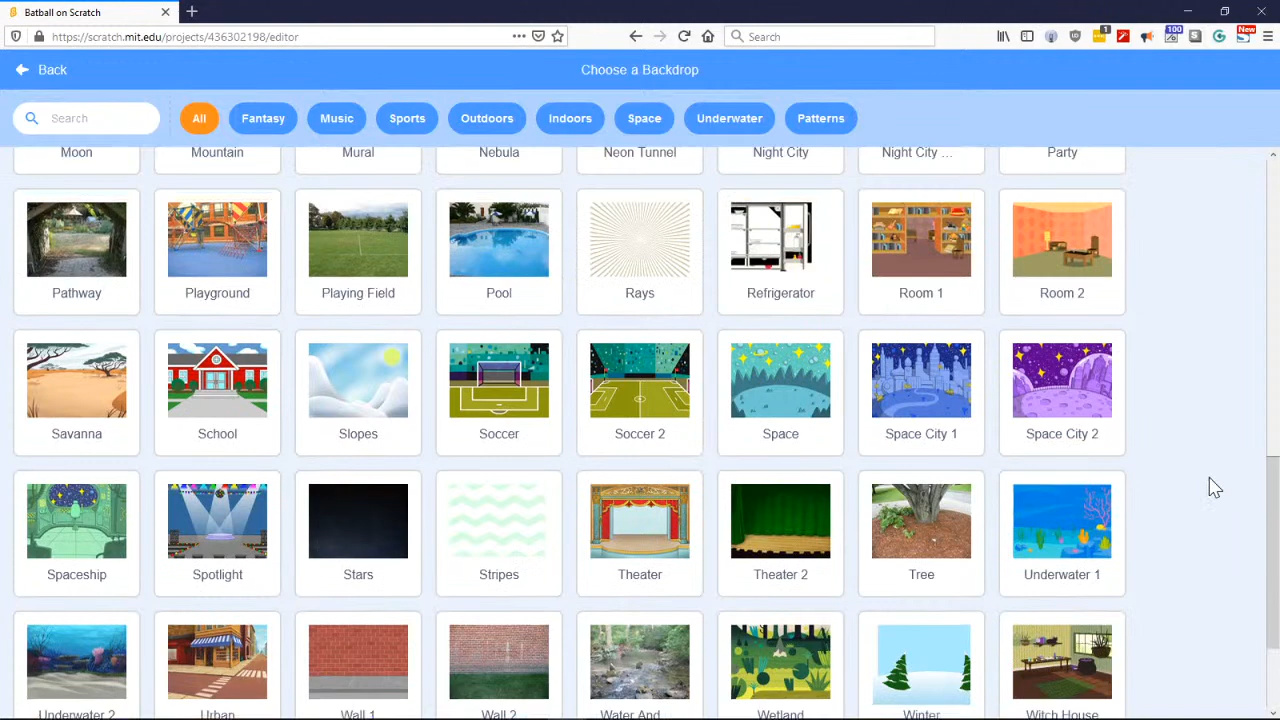 Batball on Scratch
https://scratch.mit.edu/projects/436302198/editor
Search
1
100
New
Back
Choose a Backdrop
Search
All
Fantasy
Music
Sports
Outdoors
Indoors
Space
Underwater
Patterns
Moon
Mountain
Mural
Nebula
Neon Tunnel
Night City
Night City ...
Party
Pathway
Playground
Playing Field
Pool
Rays
Refrigerator
Room 1
Room 2
Savanna
School
Slopes
Soccer
Soccer 2
Space
Space City 1
Space City 2
Spaceship
Spotlight
Stars
Stripes
Theater
Theater 2
Tree
Underwater 1
Underwater 2
Urban
Wall 1
Wall 2
Water And ...
Wetland
Winter
Witch House